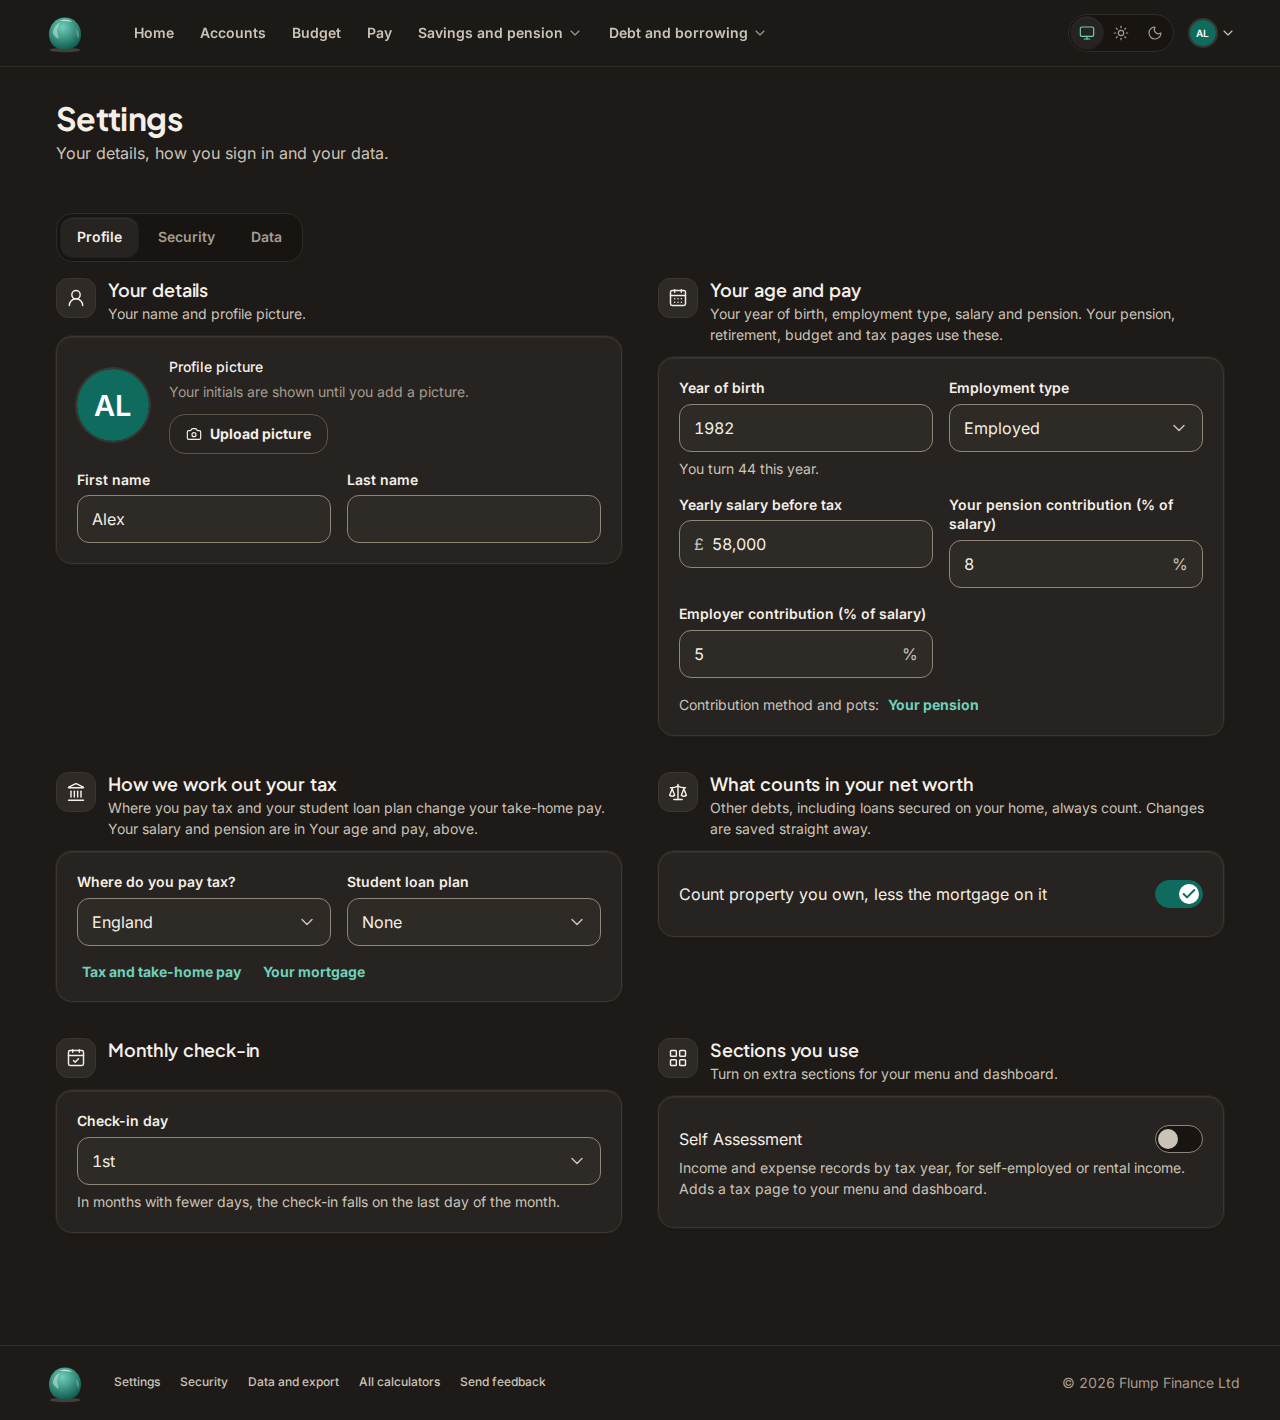 Home
Accounts
Budget
Pay
Savings and pension
Debt and borrowing
AL
Settings
Your details, how you sign in and your data.
Profile
Security
Data
Your details
Your name and profile picture.
AL
Profile picture
Your initials are shown until you add a picture.
Upload picture
First name
Last name
Alex
Your age and pay
Your year of birth, employment type, salary and pension. Your pension,
retirement, budget and tax pages use these.
Year of birth
Employment type
1982
Employed
You turn 44 this year.
Yearly salary before tax
Your pension contribution (% of
salary)
£ 58,000
8 %
Employer contribution (% of salary)
5 %
Contribution method and pots: Your pension
How we work out your tax
Where you pay tax and your student loan plan change your take-home pay.
Your salary and pension are in Your age and pay, above.
Where do you pay tax?
Student loan plan
England
None
Tax and take-home pay
Your mortgage
What counts in your net worth
Other debts, including loans secured on your home, always count. Changes
are saved straight away.
Count property you own, less the mortgage on it
Monthly check-in
Check-in day
1st
In months with fewer days, the check-in falls on the last day of the month.
Sections you use
Turn on extra sections for your menu and dashboard.
Self Assessment
Income and expense records by tax year, for self-employed or rental income.
Adds a tax page to your menu and dashboard.
Settings
Security
Data and export
All calculators
Send feedback
© 2026 Flump Finance Ltd